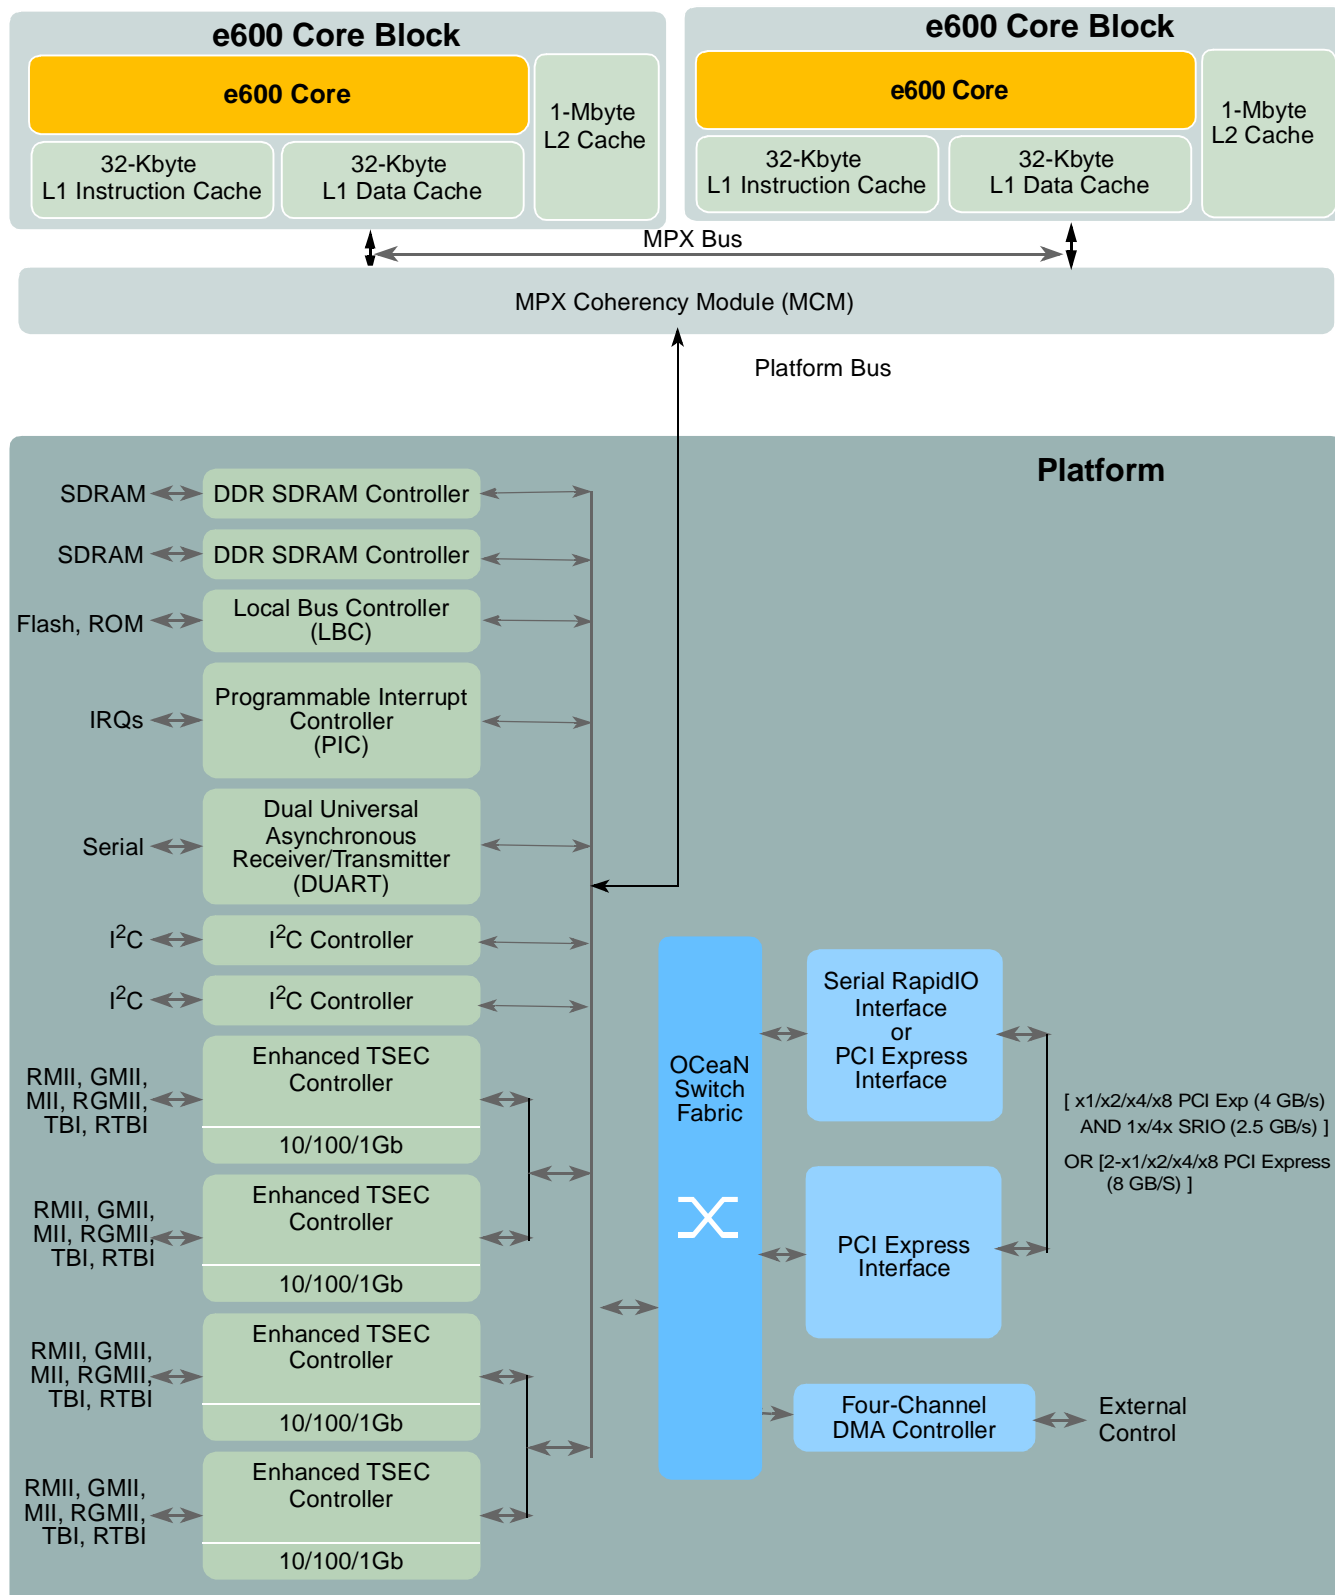 e600 Core Block
e600 Core
1-Mbyte
L2 Cache
32-Kbyte
L1 Instruction Cache
32-Kbyte
L1 Data Cache
e600 Core Block
e600 Core
1-Mbyte
L2 Cache
32-Kbyte
L1 Instruction Cache
32-Kbyte
L1 Data Cache
MPX Bus
MPX Coherency Module (MCM)
Platform Bus
Platform
SDRAM
DDR SDRAM Controller
SDRAM
DDR SDRAM Controller
Flash, ROM
Local Bus Controller
(LBC)
IRQs
Programmable Interrupt
Controller
(PIC)
Serial
Dual Universal
Asynchronous
Receiver/Transmitter
(DUART)
I²C
I²C Controller
I²C
I²C Controller
RMII, GMII,
MII, RGMII,
TBI, RTBI
Enhanced TSEC
Controller
10/100/1Gb
RMII, GMII,
MII, RGMII,
TBI, RTBI
Enhanced TSEC
Controller
10/100/1Gb
RMII, GMII,
MII, RGMII,
TBI, RTBI
Enhanced TSEC
Controller
10/100/1Gb
RMII, GMII,
MII, RGMII,
TBI, RTBI
Enhanced TSEC
Controller
10/100/1Gb
OCeaN
Switch
Fabric
Serial RapidIO
Interface
or
PCI Express
Interface
[ x1/x2/x4/x8 PCI Exp (4 GB/s)
AND 1x/4x SRIO (2.5 GB/s) ]
OR [2-x1/x2/x4/x8 PCI Express
(8 GB/S) ]
PCI Express
Interface
Four-Channel
DMA Controller
External
Control